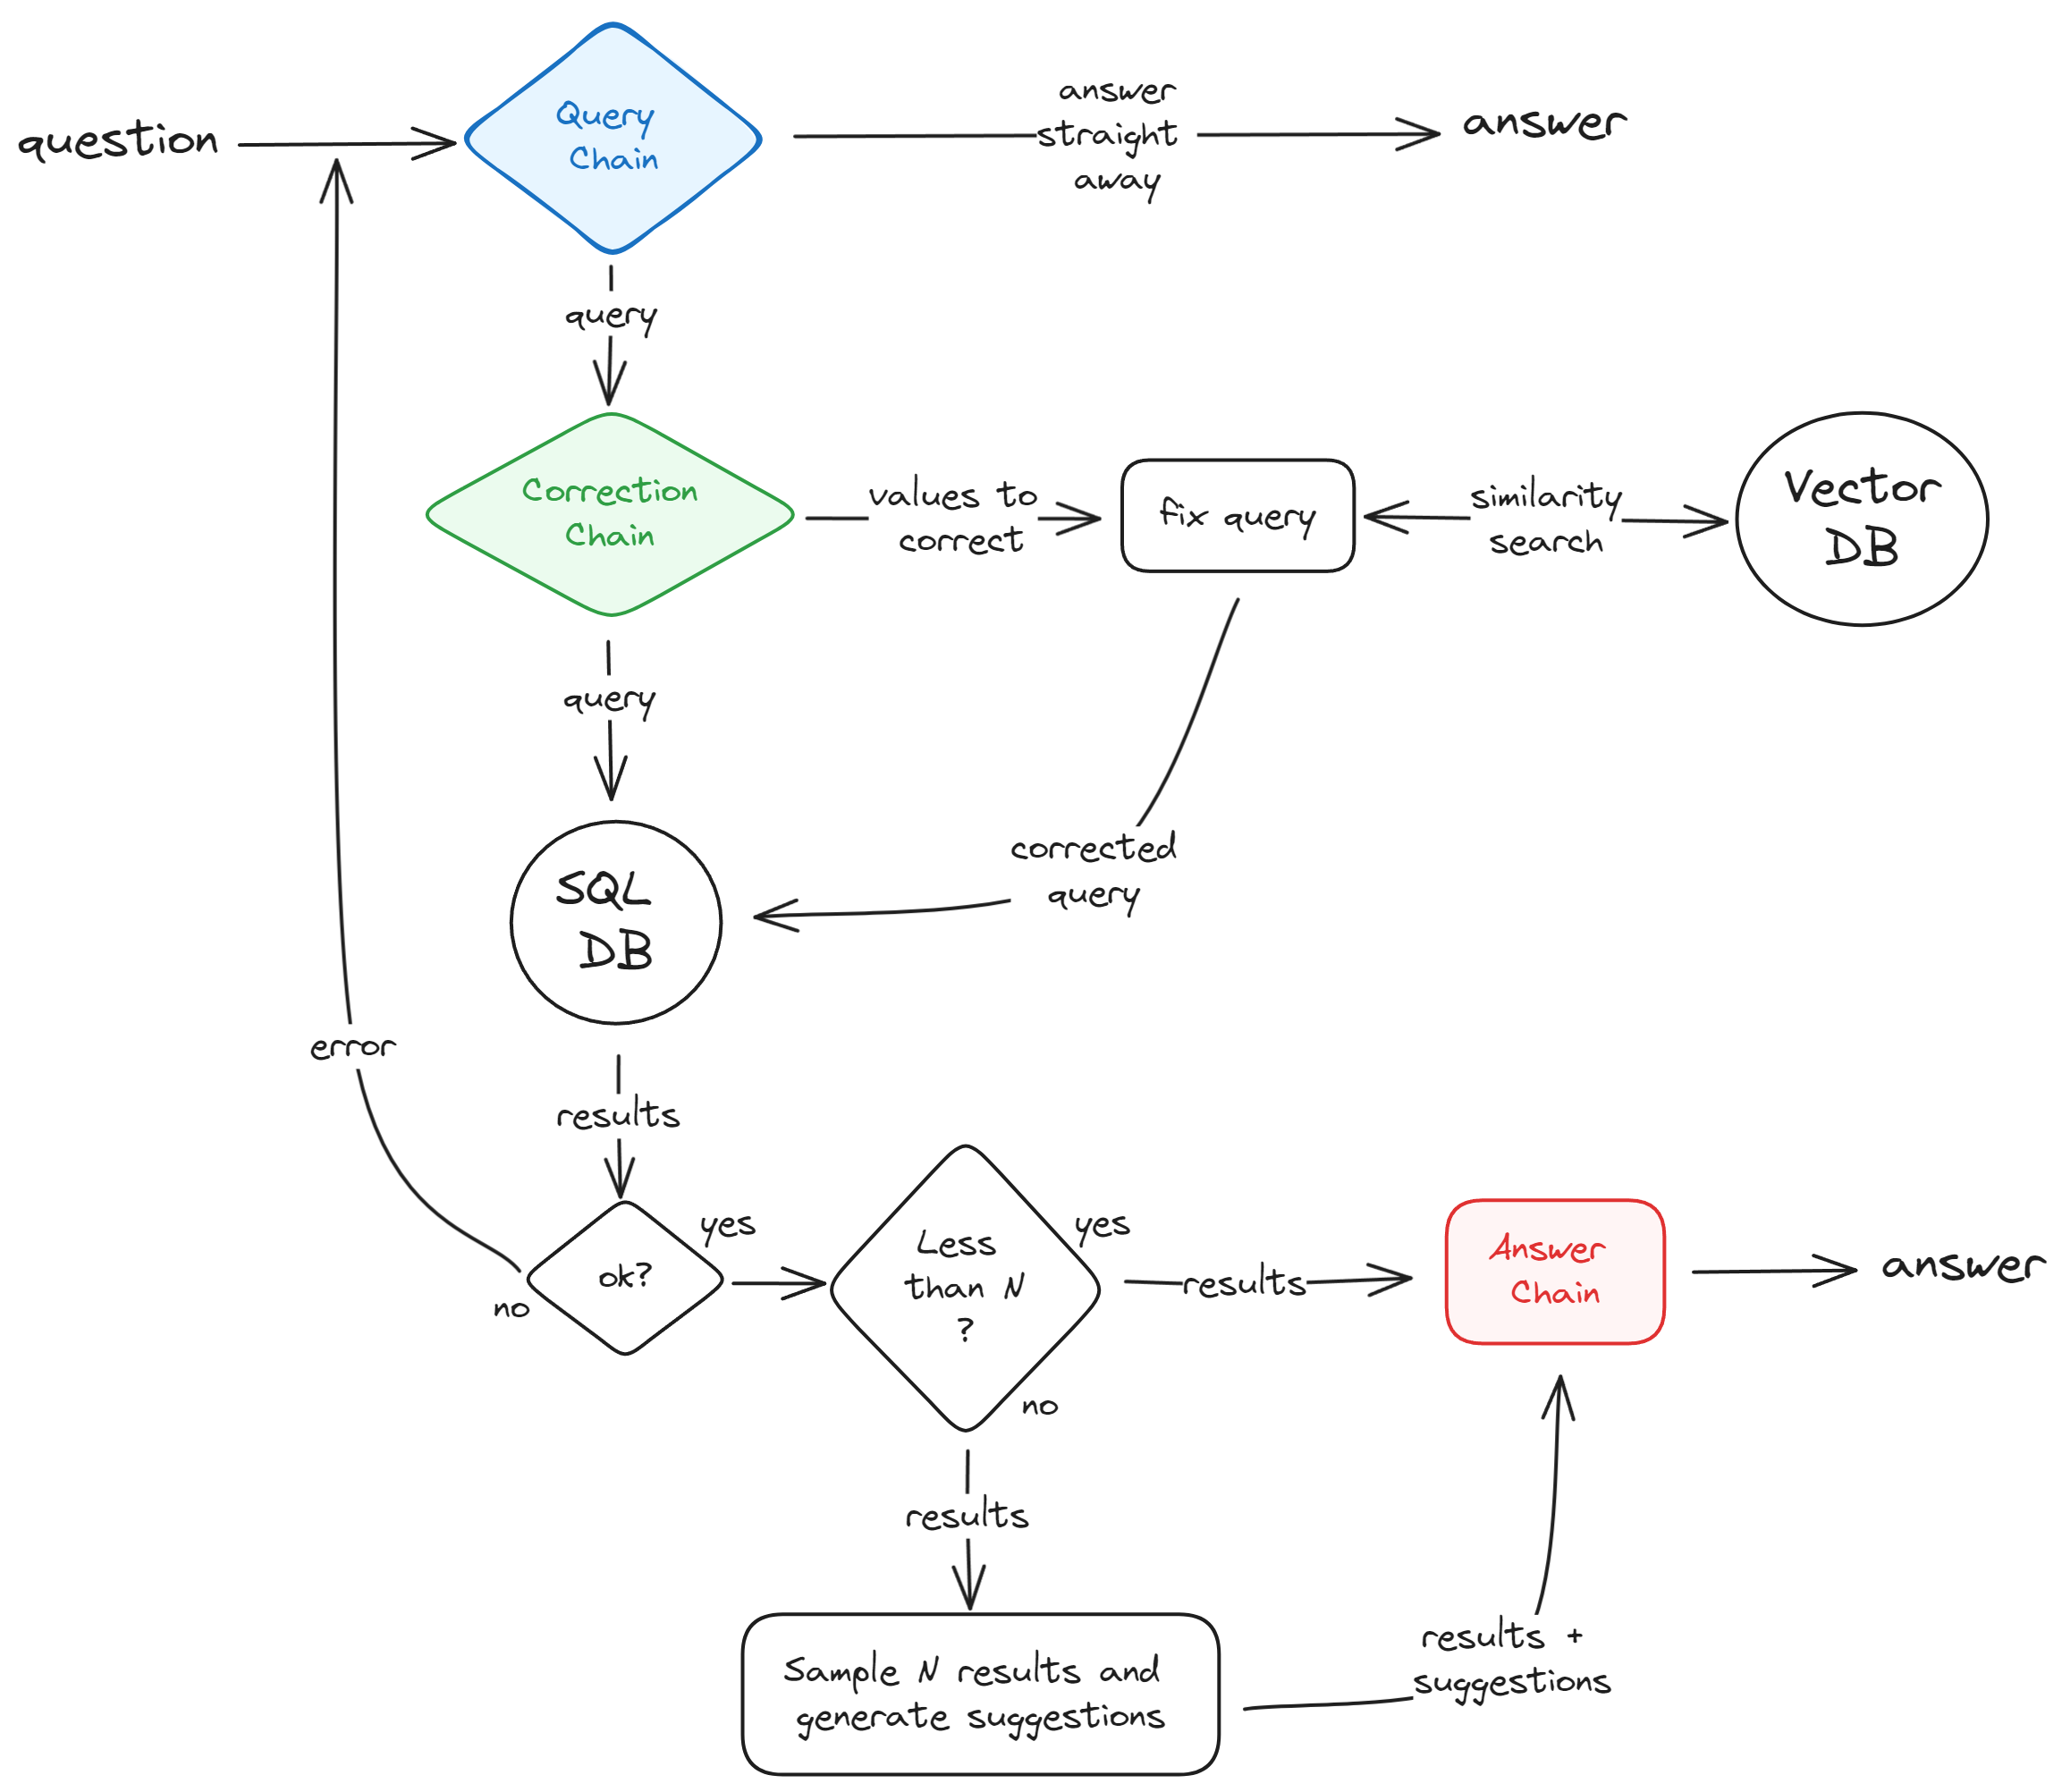 question
Query
Chain
answer
straight
away
answer
query
Correction
Chain
values to
correct
fix query
similarity
search
Vector
DB
query
corrected
query
SQL
DB
error
results
ok?
yes
no
Less
than N
?
yes
no
results
Answer
Chain
answer
results
Sample N results and
generate suggestions
results +
suggestions